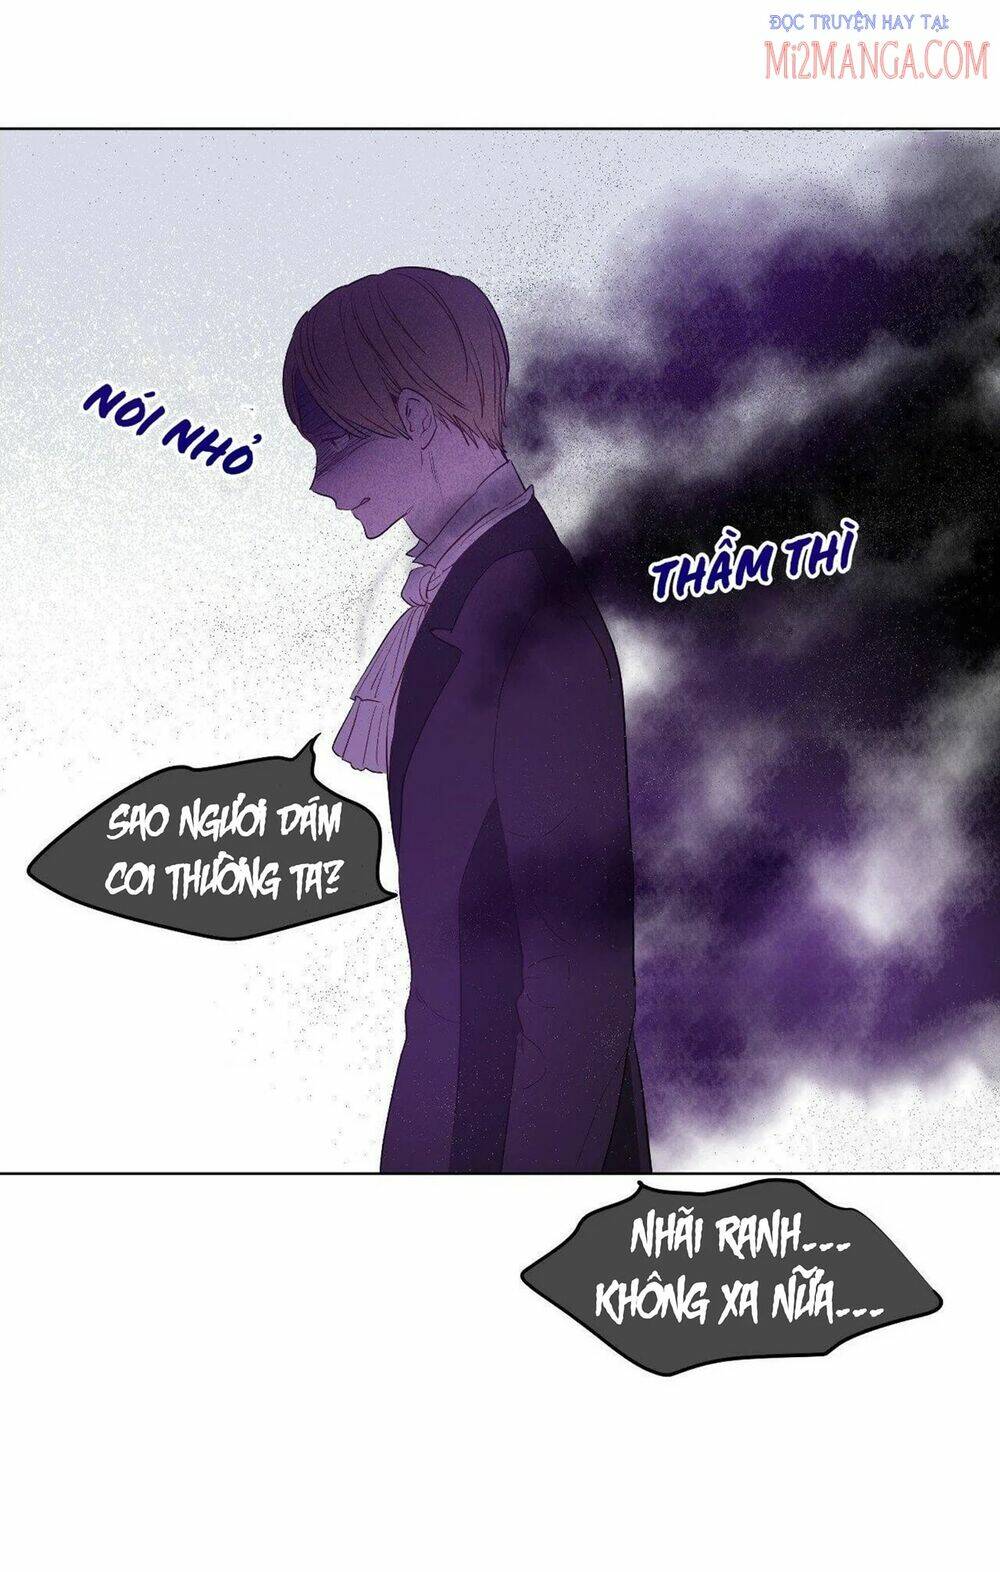 ĐỌC TRUYỆN HAY TẠI:
MI2MANGA.COM
NÓI NHỎ
THẦM THÌ
SAO NGƯƠI DÁM
COI THƯỜNG TA?
NHÃI RANH...
KHÔNG XA NỮA...